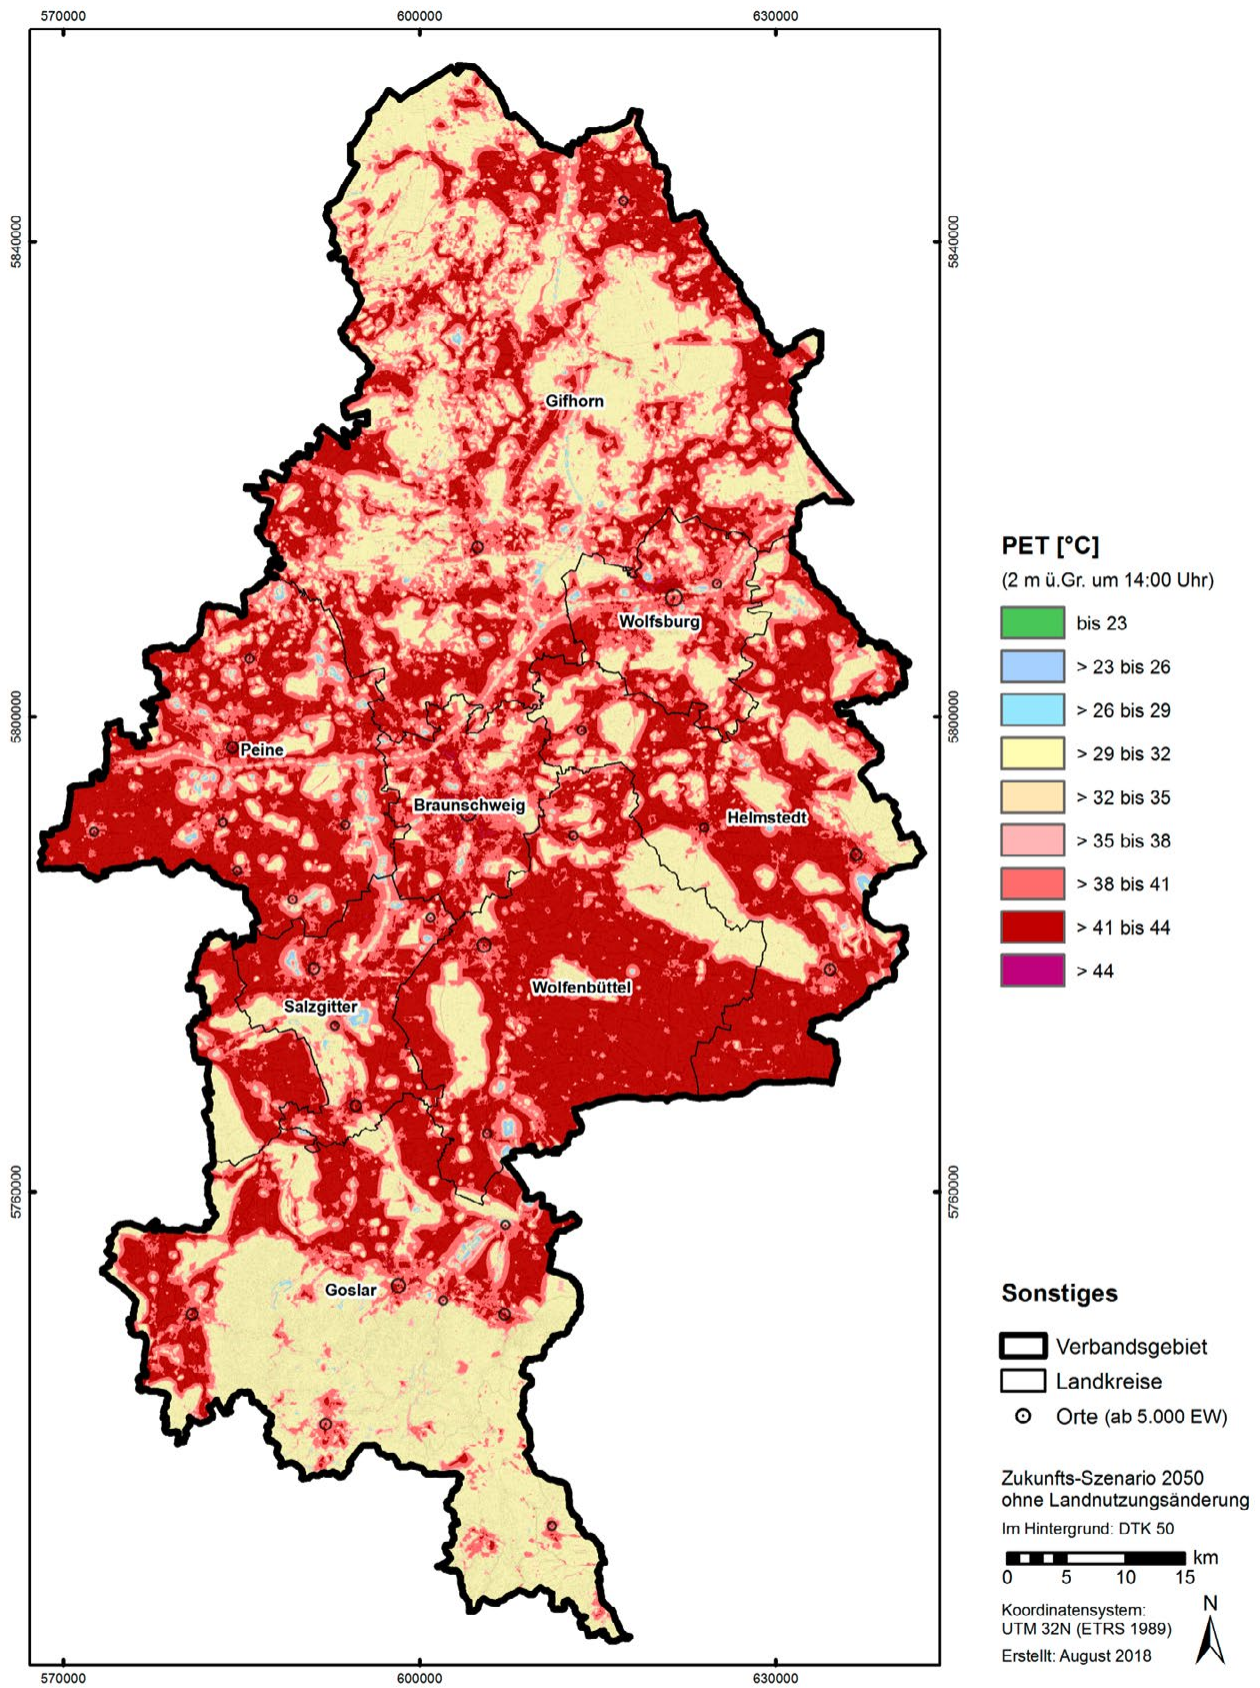 570000 600000 630000
5840000 5840000
Gifhorn
Wolfsburg
5800000 5800000
Peine
Braunschweig
Helmstedt
Wolfenbüttel
Salzgitter
5760000 5760000
Goslar
570000 600000 630000
PET [°C]
(2 m ü.Gr. um 14:00 Uhr)
bis 23
> 23 bis 26
> 26 bis 29
> 29 bis 32
> 32 bis 35
> 35 bis 38
> 38 bis 41
> 41 bis 44
> 44
Sonstiges
Verbandsgebiet
Landkreise
Orte (ab 5.000 EW)
Zukunfts-Szenario 2050
ohne Landnutzungsänderung
Im Hintergrund: DTK 50
km
0 5 10 15
N
Koordinatensystem:
UTM 32N (ETRS 1989)
Erstellt: August 2018